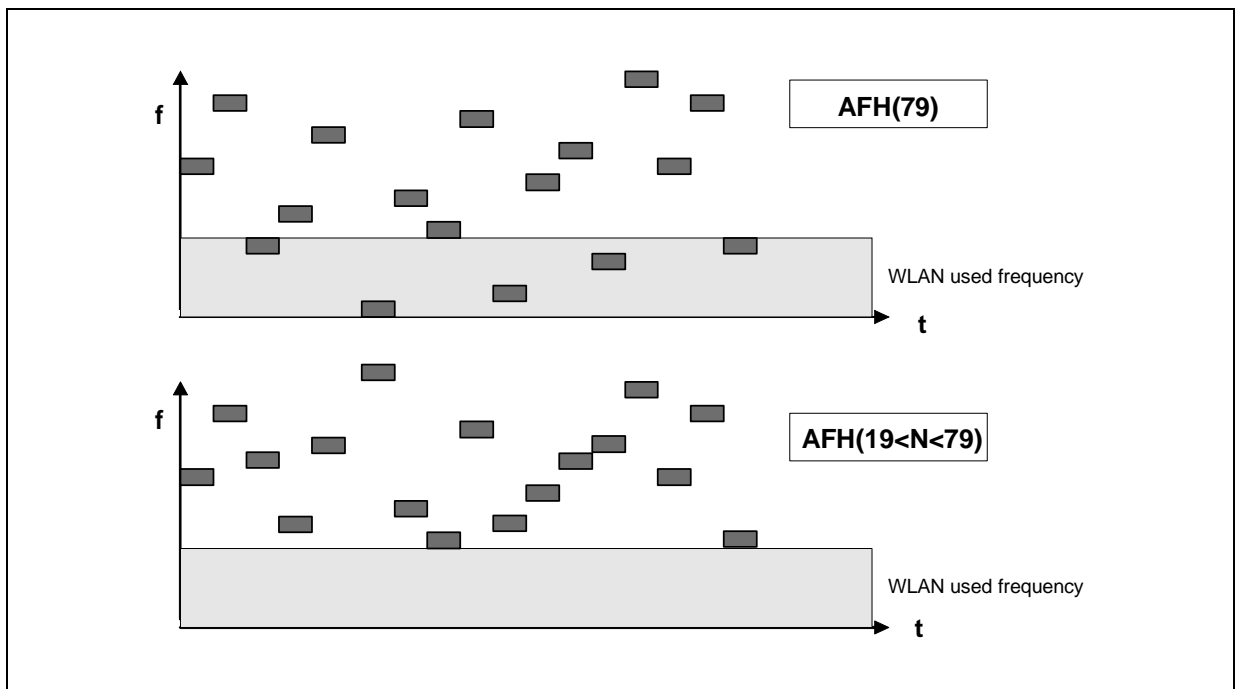 f
AFH(79)
WLAN used frequency
t
f
AFH(19<N<79)
WLAN used frequency
t